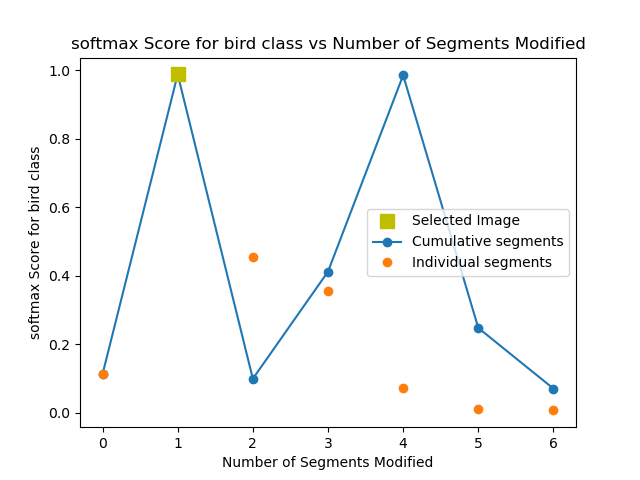 softmax Score for bird class vs Number of Segments Modified
softmax Score for bird class
1.0
0.8
0.6
0.4
0.2
0.0
Selected Image
Cumulative segments
Individual segments
0 1 2 3 4 5 6
Number of Segments Modified